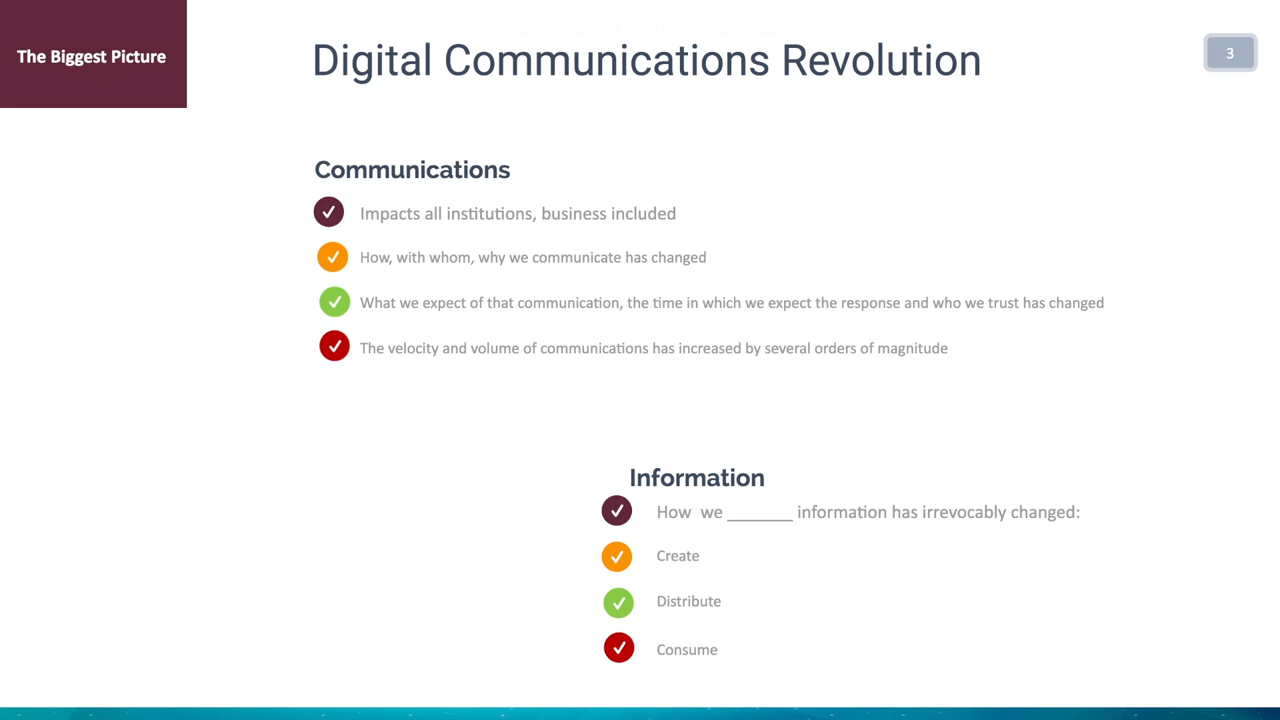 The Biggest Picture
Digital Communications Revolution
3
Communications
Impacts all institutions, business included
How, with whom, why we communicate has changed
What we expect of that communication, the time in which we expect the response and who we trust has changed
The velocity and volume of communications has increased by several orders of magnitude
Information
How we _______ information has irrevocably changed:
Create
Distribute
Consume